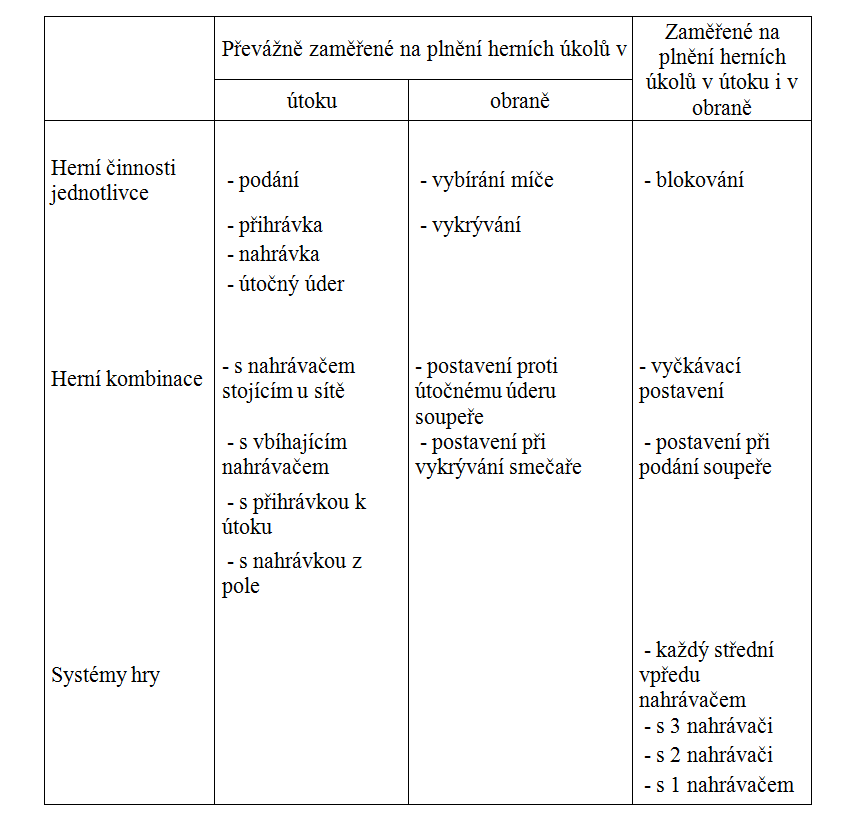 Převážně zaměřené na plnění herních úkolů v
Zaměřené na
plnění herních
úkolů v útoku i v
obraně
útoku
obraně
Herní činnosti
jednotlivce
- podání
- přihrávka
- nahrávka
- útočný úder
- vybírání míče
- vykrývání
- blokování
Herní kombinace
- s nahrávačem
stojícím u sítě
- s vbíhajícím
nahrávačem
- s přihrávkou k
útoku
- s nahrávkou z
pole
- postavení proti
útočnému úderu
soupeře
- postavení při
vykrývání smečaře
- vyčkávací
postavení
- postavení při
podání soupeře
Systémy hry
- každý střední
vpředu
nahrávačem
- s 3 nahrávači
- s 2 nahrávači
- s 1 nahrávačem